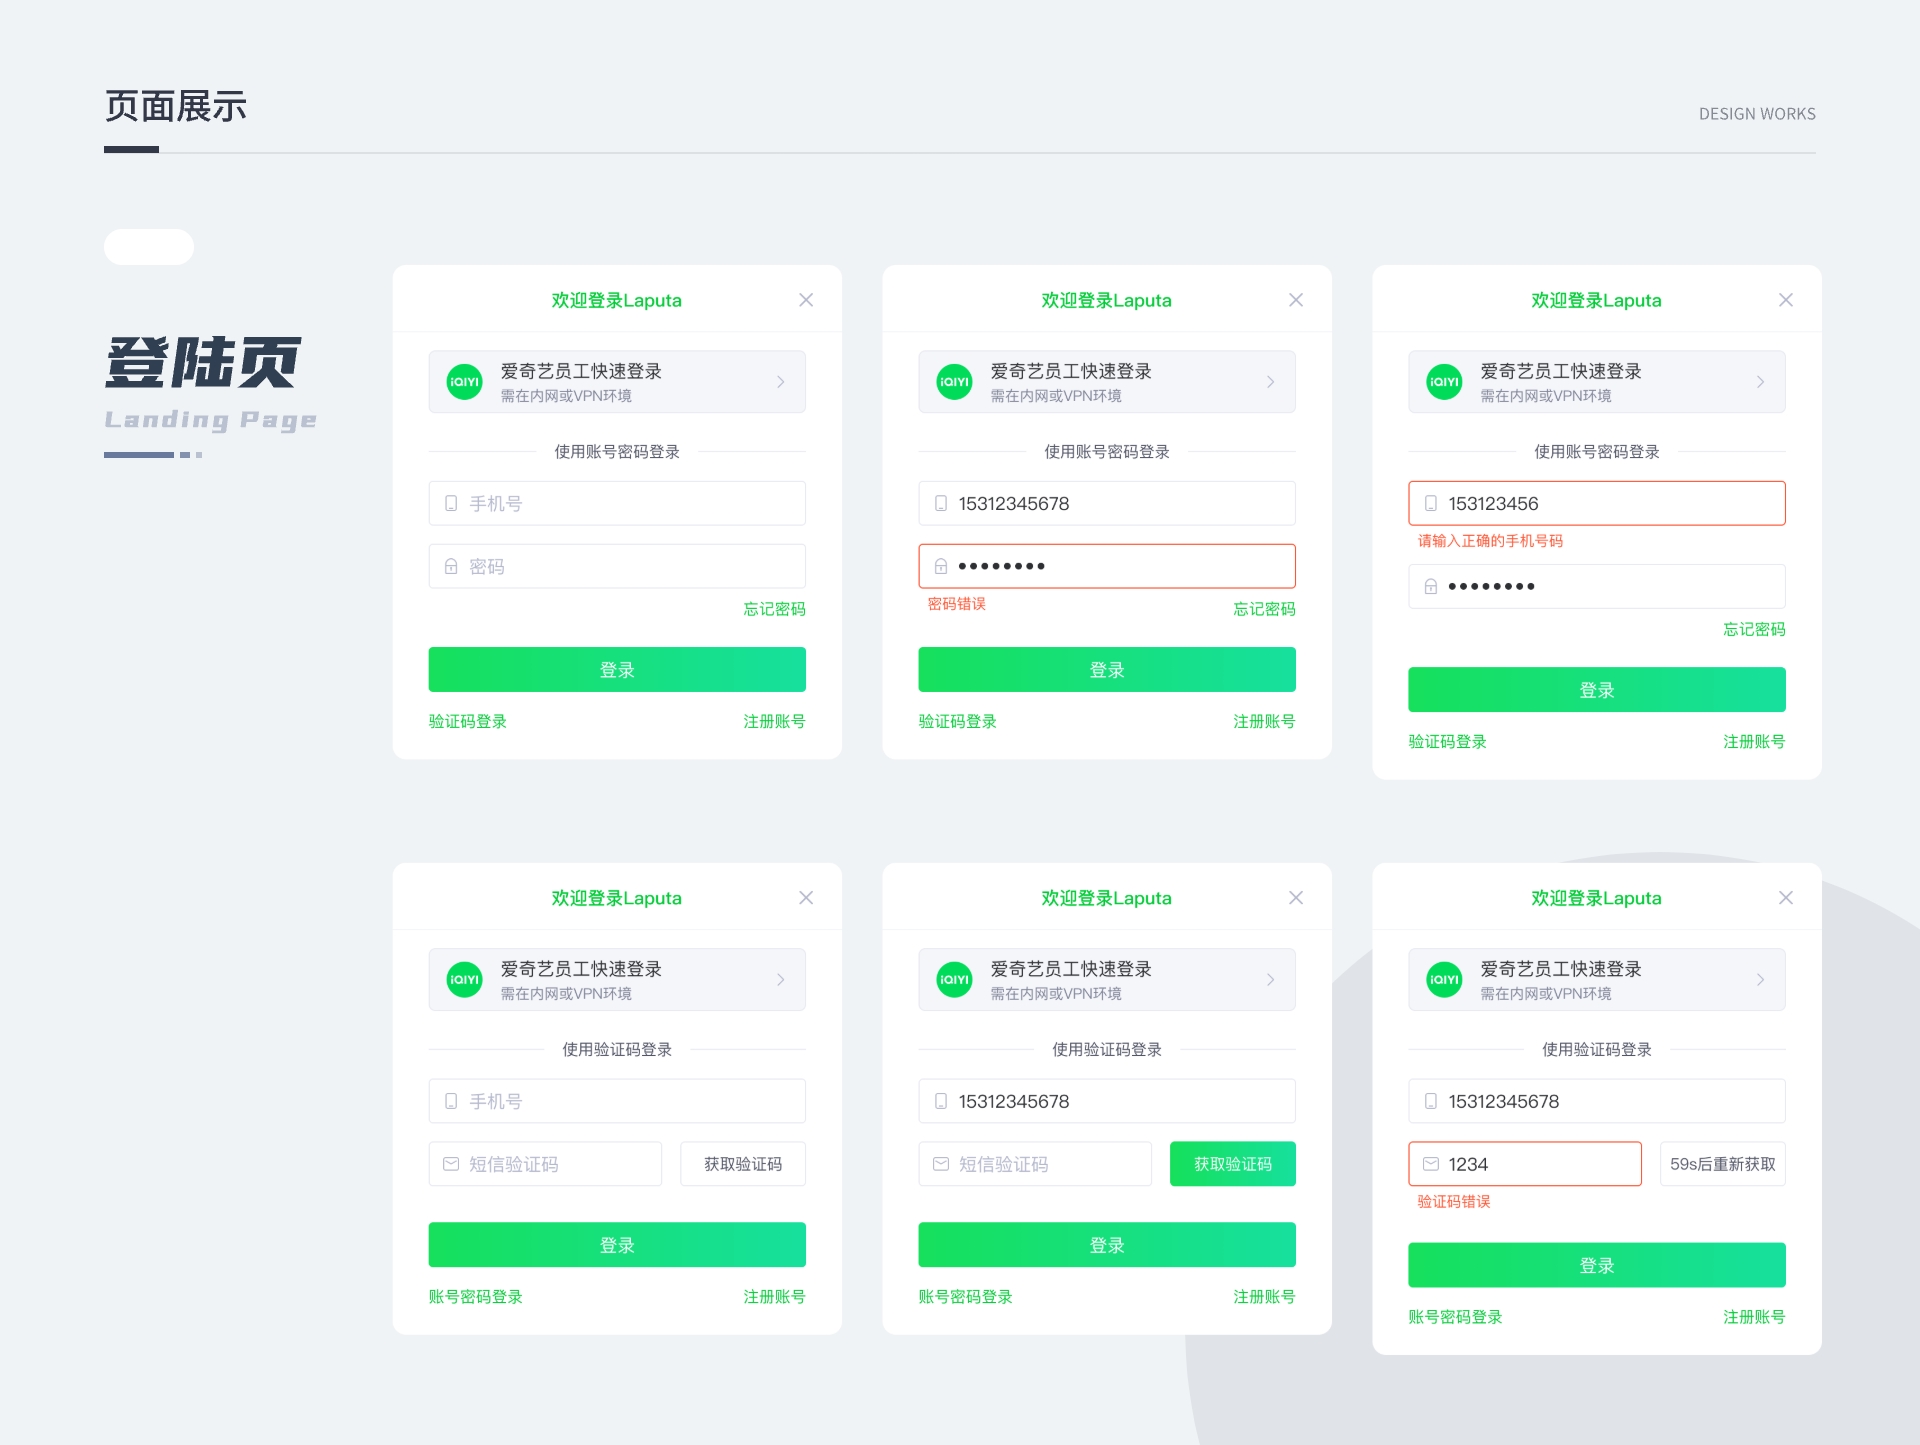 页面展示
DESIGN WORKS
登陆页
Landing Page
欢迎登录Laputa
iQIYI
爱奇艺员工快速登录
需在内网或VPN环境
使用账号密码登录
手机号
密码
忘记密码
登录
验证码登录
注册账号
欢迎登录Laputa
iQIYI
爱奇艺员工快速登录
需在内网或VPN环境
使用账号密码登录
15312345678
••••••••
密码错误
忘记密码
登录
验证码登录
注册账号
欢迎登录Laputa
iQIYI
爱奇艺员工快速登录
需在内网或VPN环境
使用账号密码登录
153123456
请输入正确的手机号码
••••••••
忘记密码
登录
验证码登录
注册账号
欢迎登录Laputa
iQIYI
爱奇艺员工快速登录
需在内网或VPN环境
使用验证码登录
手机号
短信验证码
获取验证码
登录
账号密码登录
注册账号
欢迎登录Laputa
iQIYI
爱奇艺员工快速登录
需在内网或VPN环境
使用验证码登录
15312345678
短信验证码
获取验证码
登录
账号密码登录
注册账号
欢迎登录Laputa
iQIYI
爱奇艺员工快速登录
需在内网或VPN环境
使用验证码登录
15312345678
1234
59s后重新获取
验证码错误
登录
账号密码登录
注册账号